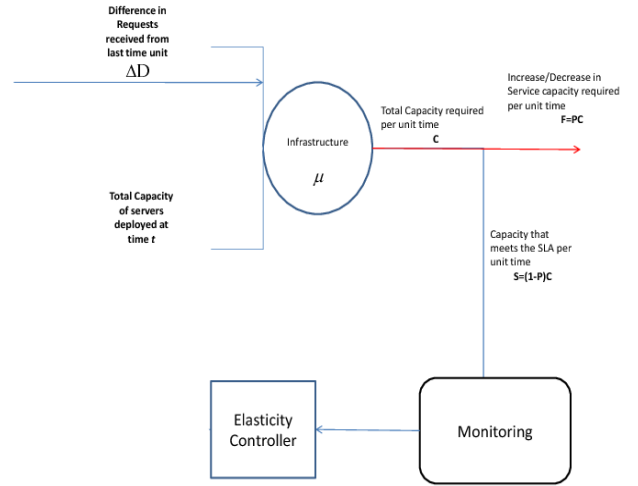 Difference in
Requests
received from
last time unit
ΔD
Increase/Decrease in
Service capacity required
per unit time
F=PC
Total Capacity required
per unit time
C
Infrastructure
μ
Total Capacity
of servers
deployed at
time t
Capacity that
meets the SLA per
unit time
S=(1-P)C
Elasticity
Controller
Monitoring